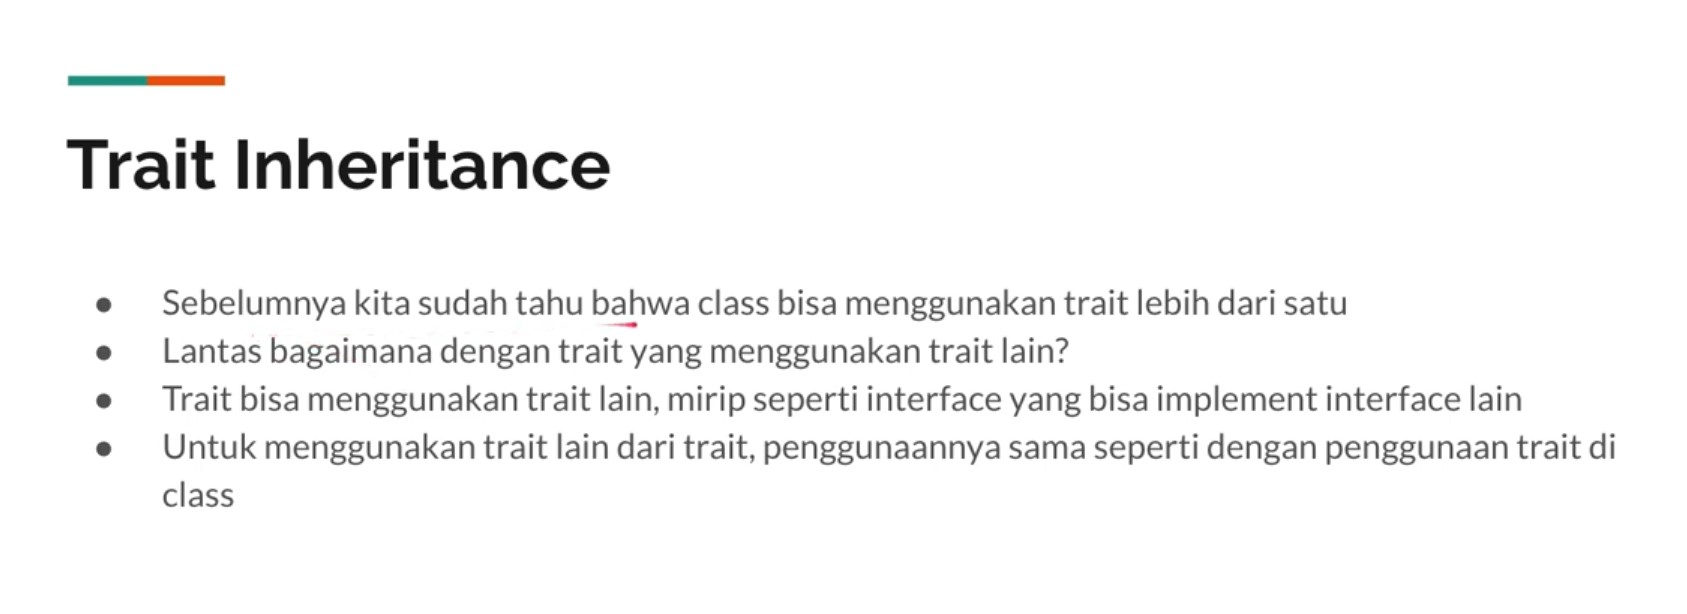 Trait Inheritance
● Sebelumnya kita sudah tahu bahwa class bisa menggunakan trait lebih dari satu
● Lantas bagaimana dengan trait yang menggunakan trait lain?
● Trait bisa menggunakan trait lain, mirip seperti interface yang bisa implement interface lain
● Untuk menggunakan trait lain dari trait, penggunaannya sama seperti dengan penggunaan trait di
class